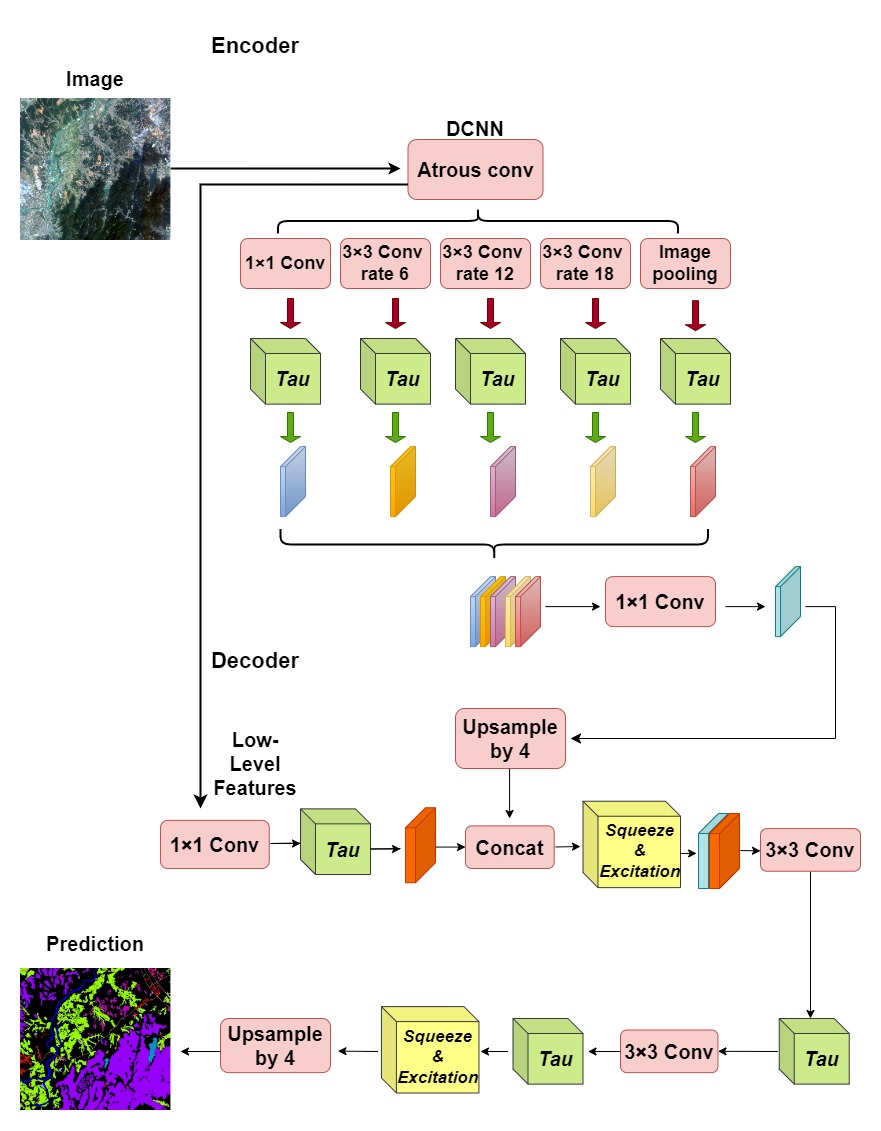 Encoder
Image
DCNN
Atrous conv
1×1 Conv
3×3 Conv
rate 6
3×3 Conv
rate 12
3×3 Conv
rate 18
Image
pooling
Tau
Tau
Tau
Tau
Tau
1×1 Conv
Decoder
Upsample
by 4
Low-
Level
Features
1×1 Conv
Tau
Concat
Squeeze
&
Excitation
3×3 Conv
Prediction
Upsample
by 4
Squeeze
&
Excitation
Tau
3×3 Conv
Tau